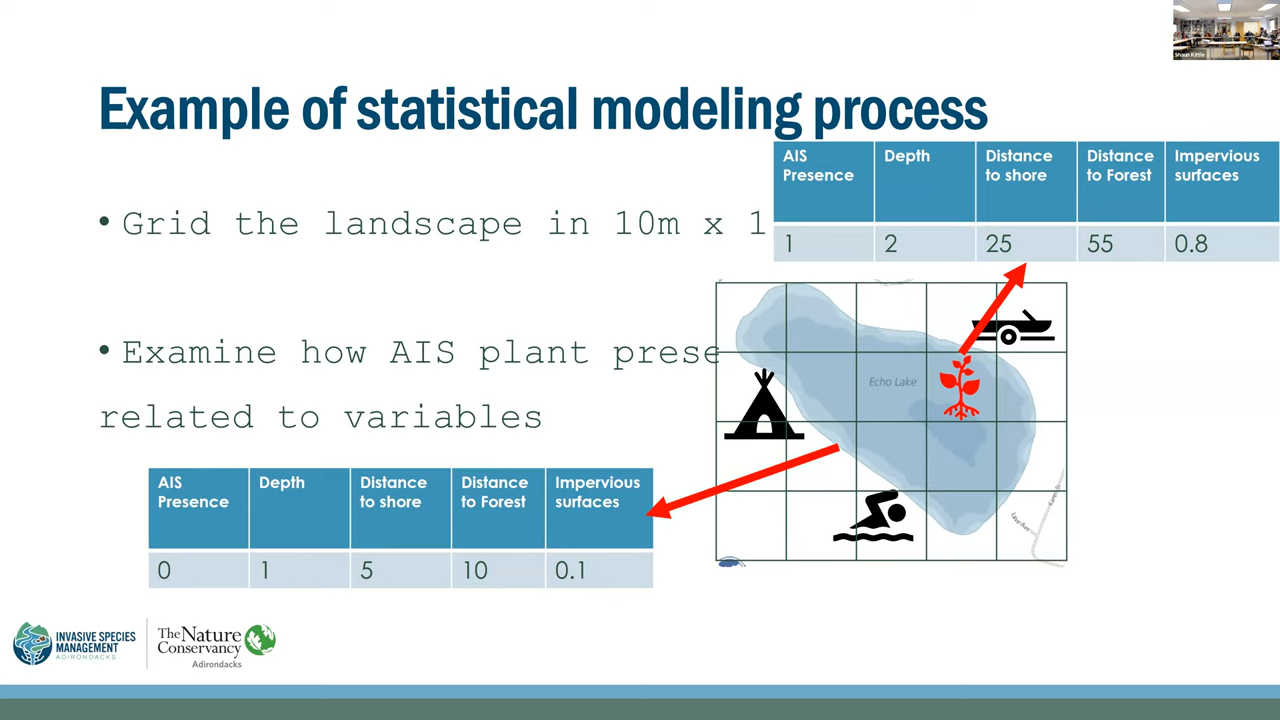 Shaun Kittle
Example of statistical modeling process
AIS Presence Depth Distance to shore Distance to Forest Impervious surfaces
1 2 25 55 0.8
• Grid the landscape in 10m x 1
• Examine how AIS plant prese
related to variables
Echo Lake
AIS Presence Depth Distance to shore Distance to Forest Impervious surfaces
0 1 5 10 0.1
INVASIVE SPECIES
MANAGEMENT
ADIRONDACKS
The Nature
Conservancy
Adirondacks